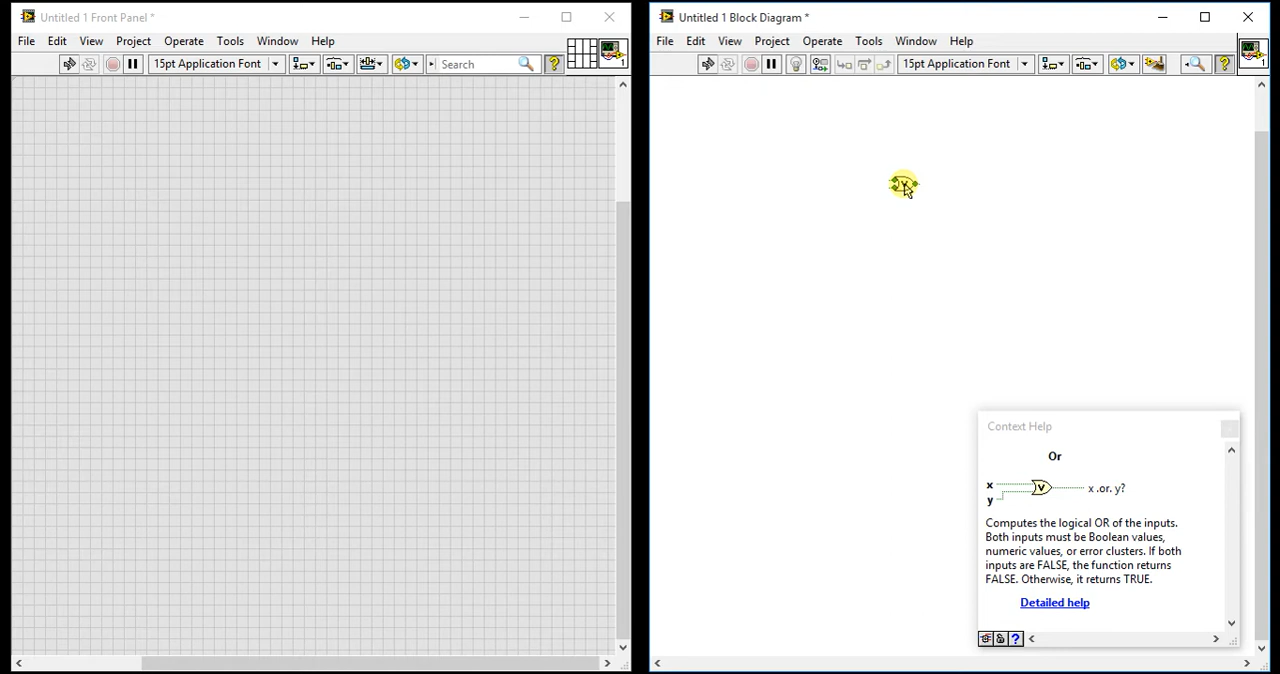 Untitled 1 Front Panel *
File Edit View Project Operate Tools Window Help
15pt Application Font
Search
?
1
Untitled 1 Block Diagram *
File Edit View Project Operate Tools Window Help
15pt Application Font
?
1
V
Context Help
Or
x
y
V
x .or. y?
Computes the logical OR of the inputs.
Both inputs must be Boolean values,
numeric values, or error clusters. If both
inputs are FALSE, the function returns
FALSE. Otherwise, it returns TRUE.
Detailed help
?